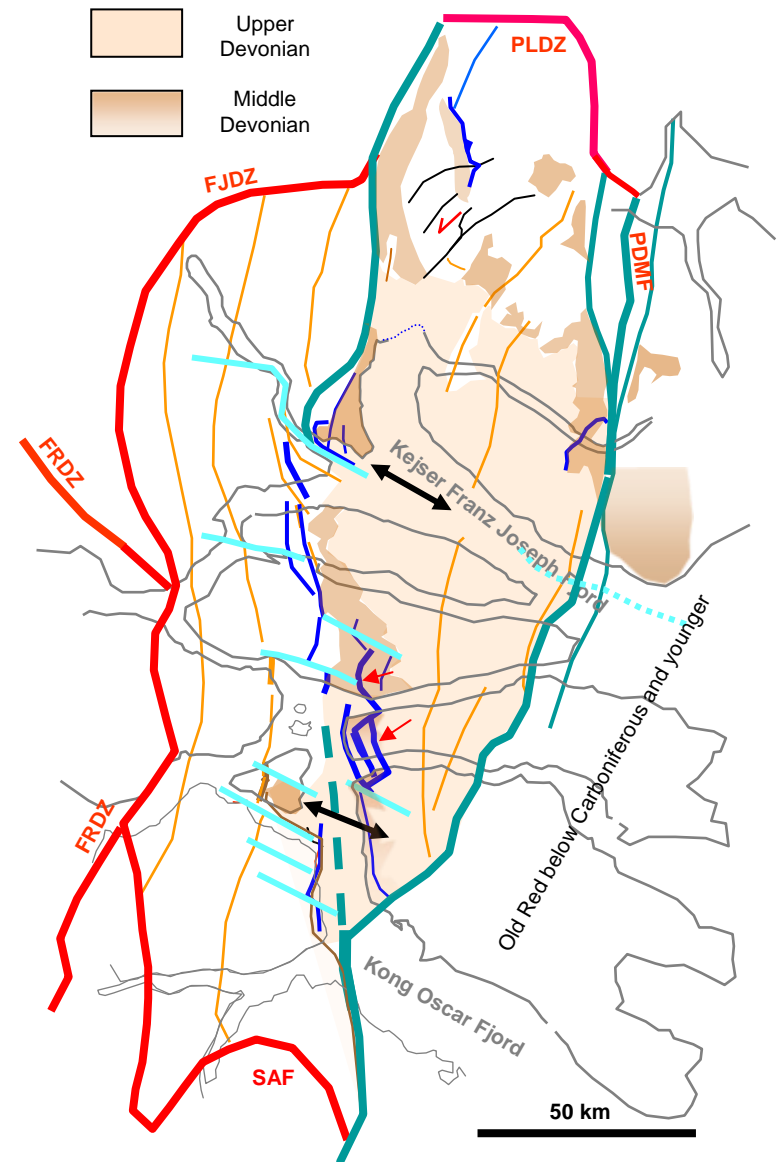 Upper
Devonian
PLDZ
Middle
Devonian
FJDZ
PDMF
FRDZ
Kejser Franz Joseph Fjord
Old Red below Carboniferous and younger
FRDZ
Kong Oscar Fjord
SAF
50 km